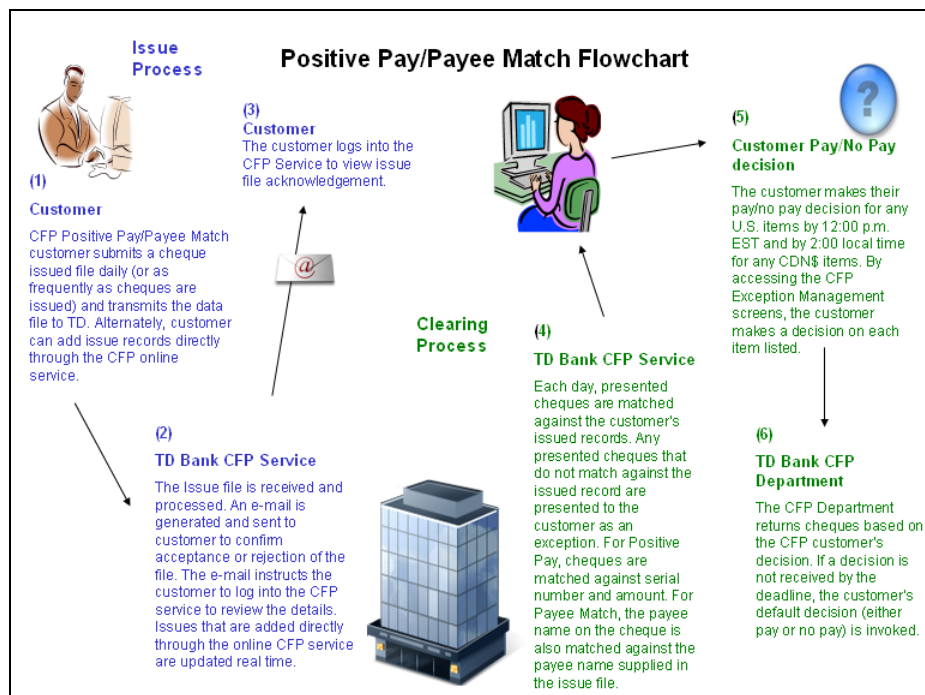 Positive Pay/Payee Match Flowchart
Issue
Process
(1)
Customer
CFP Positive Pay/Payee Match
customer submits a cheque
issued file daily (or as
frequently as cheques are
issued) and transmits the data
file to TD. Alternately, customer
can add issue records directly
through the CFP online
service.
(2)
TD Bank CFP Service
The Issue file is received and
processed. An e-mail is
generated and sent to
customer to confirm
acceptance or rejection of the
file. The e-mail instructs the
customer to log into the CFP
service to review the details.
Issues that are added directly
through the online CFP service
are updated real time.
(3)
Customer
The customer logs into the
CFP Service to view issue
file acknowledgement.
@
Clearing
Process
(4)
TD Bank CFP Service
Each day, presented
cheques are matched
against the customer's
issued records. Any
presented cheques that
do not match against the
issued record are
presented to the
customer as an
exception. For Positive
Pay, cheques are
matched against serial
number and amount. For
Payee Match, the payee
name on the cheque is
also matched against the
payee name supplied in
the issue file.
?
(5)
Customer Pay/No Pay
decision
The customer makes their
pay/no pay decision for any
U.S. items by 12:00 p.m.
EST and by 2:00 local time
for any CDN$ items. By
accessing the CFP
Exception Management
screens, the customer
makes a decision on each
item listed.
(6)
TD Bank CFP
Department
The CFP Department
returns cheques based on
the CFP customer's
decision. If a decision is
not received by the
deadline, the customer's
default decision (either
pay or no pay) is invoked.